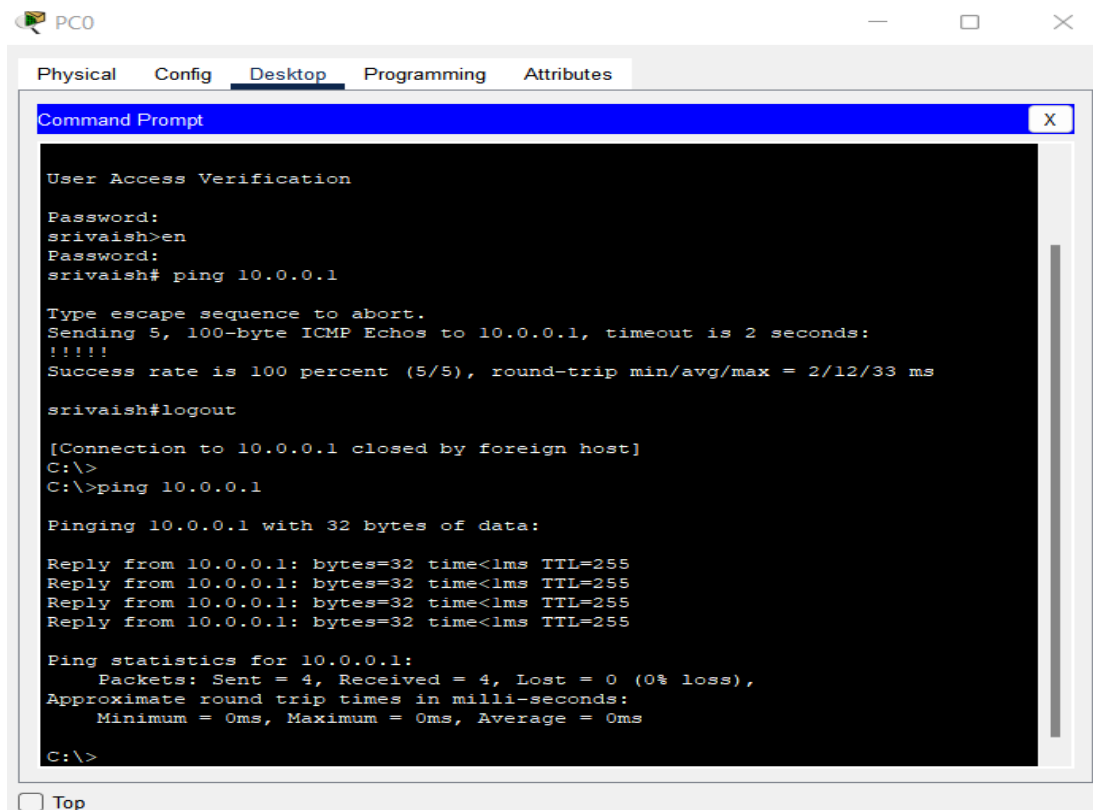 PC0
Physical Config Desktop Programming Attributes
Command Prompt
X
User Access Verification
Password:
srivaish>en
Password:
srivaish# ping 10.0.0.1
Type escape sequence to abort.
Sending 5, 100-byte ICMP Echos to 10.0.0.1, timeout is 2 seconds:
!!!!!
Success rate is 100 percent (5/5), round-trip min/avg/max = 2/12/33 ms
srivaish#logout
[Connection to 10.0.0.1 closed by foreign host]
C:\>
C:\>ping 10.0.0.1
Pinging 10.0.0.1 with 32 bytes of data:
Reply from 10.0.0.1: bytes=32 time<1ms TTL=255
Reply from 10.0.0.1: bytes=32 time<1ms TTL=255
Reply from 10.0.0.1: bytes=32 time<1ms TTL=255
Reply from 10.0.0.1: bytes=32 time<1ms TTL=255
Ping statistics for 10.0.0.1:
Packets: Sent = 4, Received = 4, Lost = 0 (0% loss),
Approximate round trip times in milli-seconds:
Minimum = 0ms, Maximum = 0ms, Average = 0ms
C:\>
Top